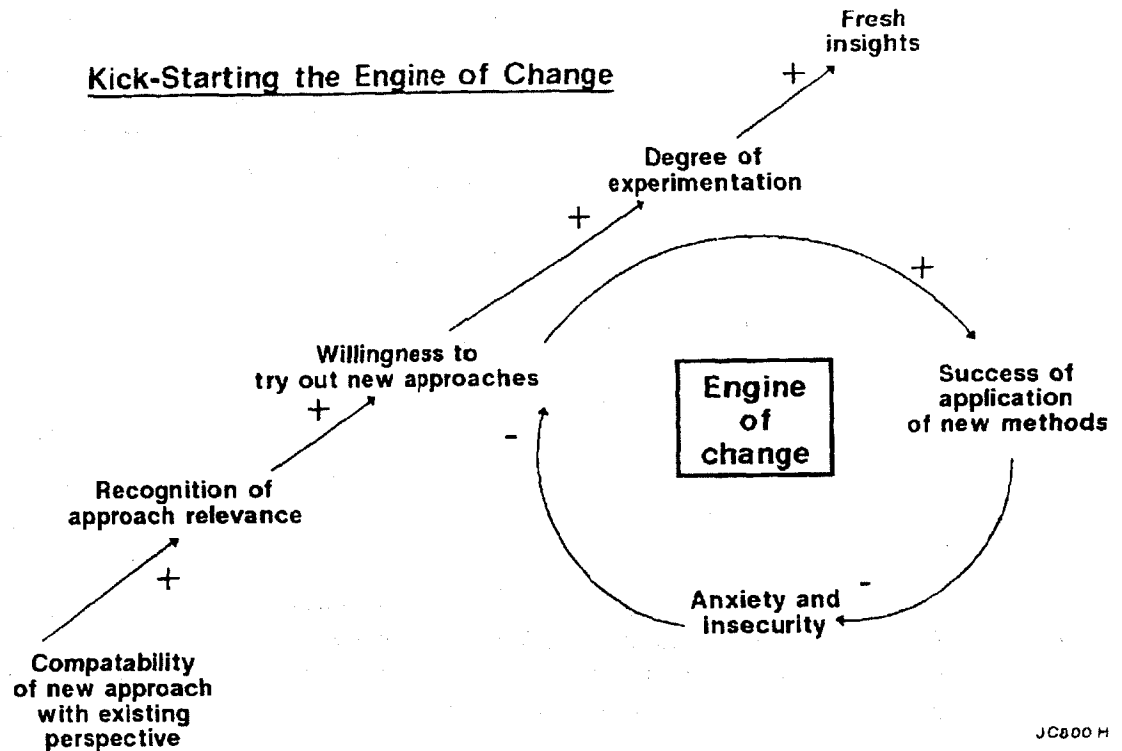 Kick-Starting the Engine of Change
Fresh
insights
+
Degree of
experimentation
+
+
Willingness to
try out new approaches
+
-
Engine
of
change
Success of
application
of new methods
Recognition of
approach relevance
+
-
Anxiety and
insecurity
Compatability
of new approach
with existing
perspective
JC800 H